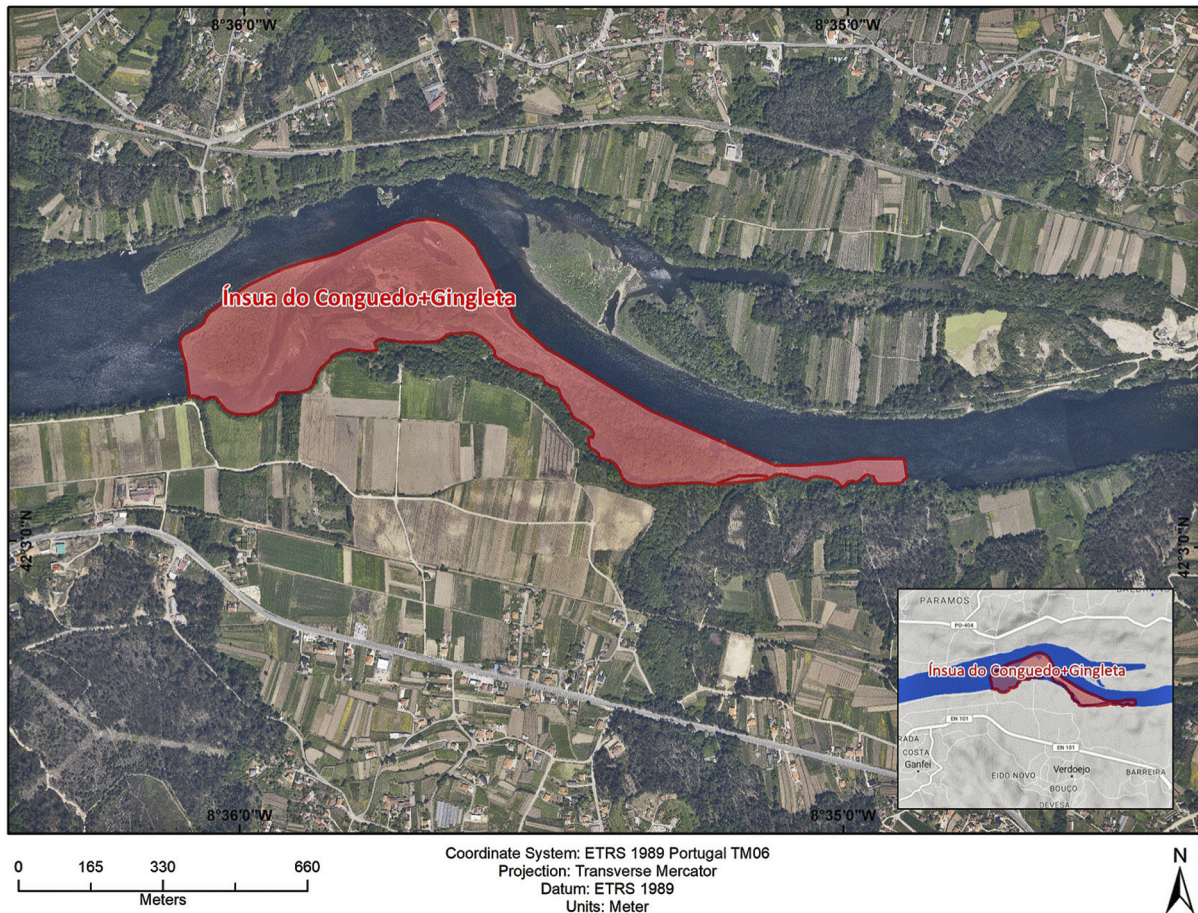 8°36'0"W
8°35'0"W
Ínsua do Conguedo+Gingleta
42°3'0"N
42°3'0"N
PARAMOS
PO-404
Ínsua do Conguedo+Gingleta
EN 101
EN 101
COSTA
Ganfei
EIDO NOVO
Verdoejo
BARREIRA
BOUÇO
DEVESA
8°36'0"W
8°35'0"W
0 165 330 660
Meters
Coordinate System: ETRS 1989 Portugal TM06
Projection: Transverse Mercator
Datum: ETRS 1989
Units: Meter
N